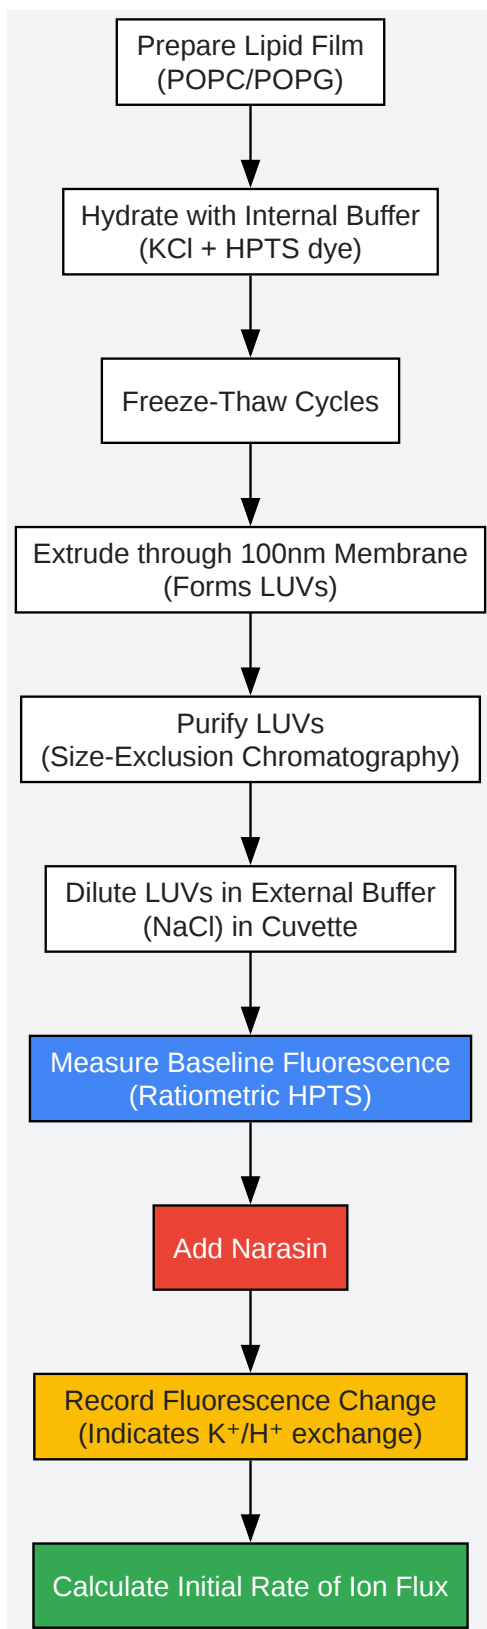 Prepare Lipid Film
(POPC/POPG)
Hydrate with Internal Buffer
(KCl + HPTS dye)
Freeze-Thaw Cycles
Extrude through 100nm Membrane
(Forms LUVs)
Purify LUVs
(Size-Exclusion Chromatography)
Dilute LUVs in External Buffer
(NaCl) in Cuvette
Measure Baseline Fluorescence
(Ratiometric HPTS)
Add Narasin
Record Fluorescence Change
(Indicates K⁺/H⁺ exchange)
Calculate Initial Rate of Ion Flux